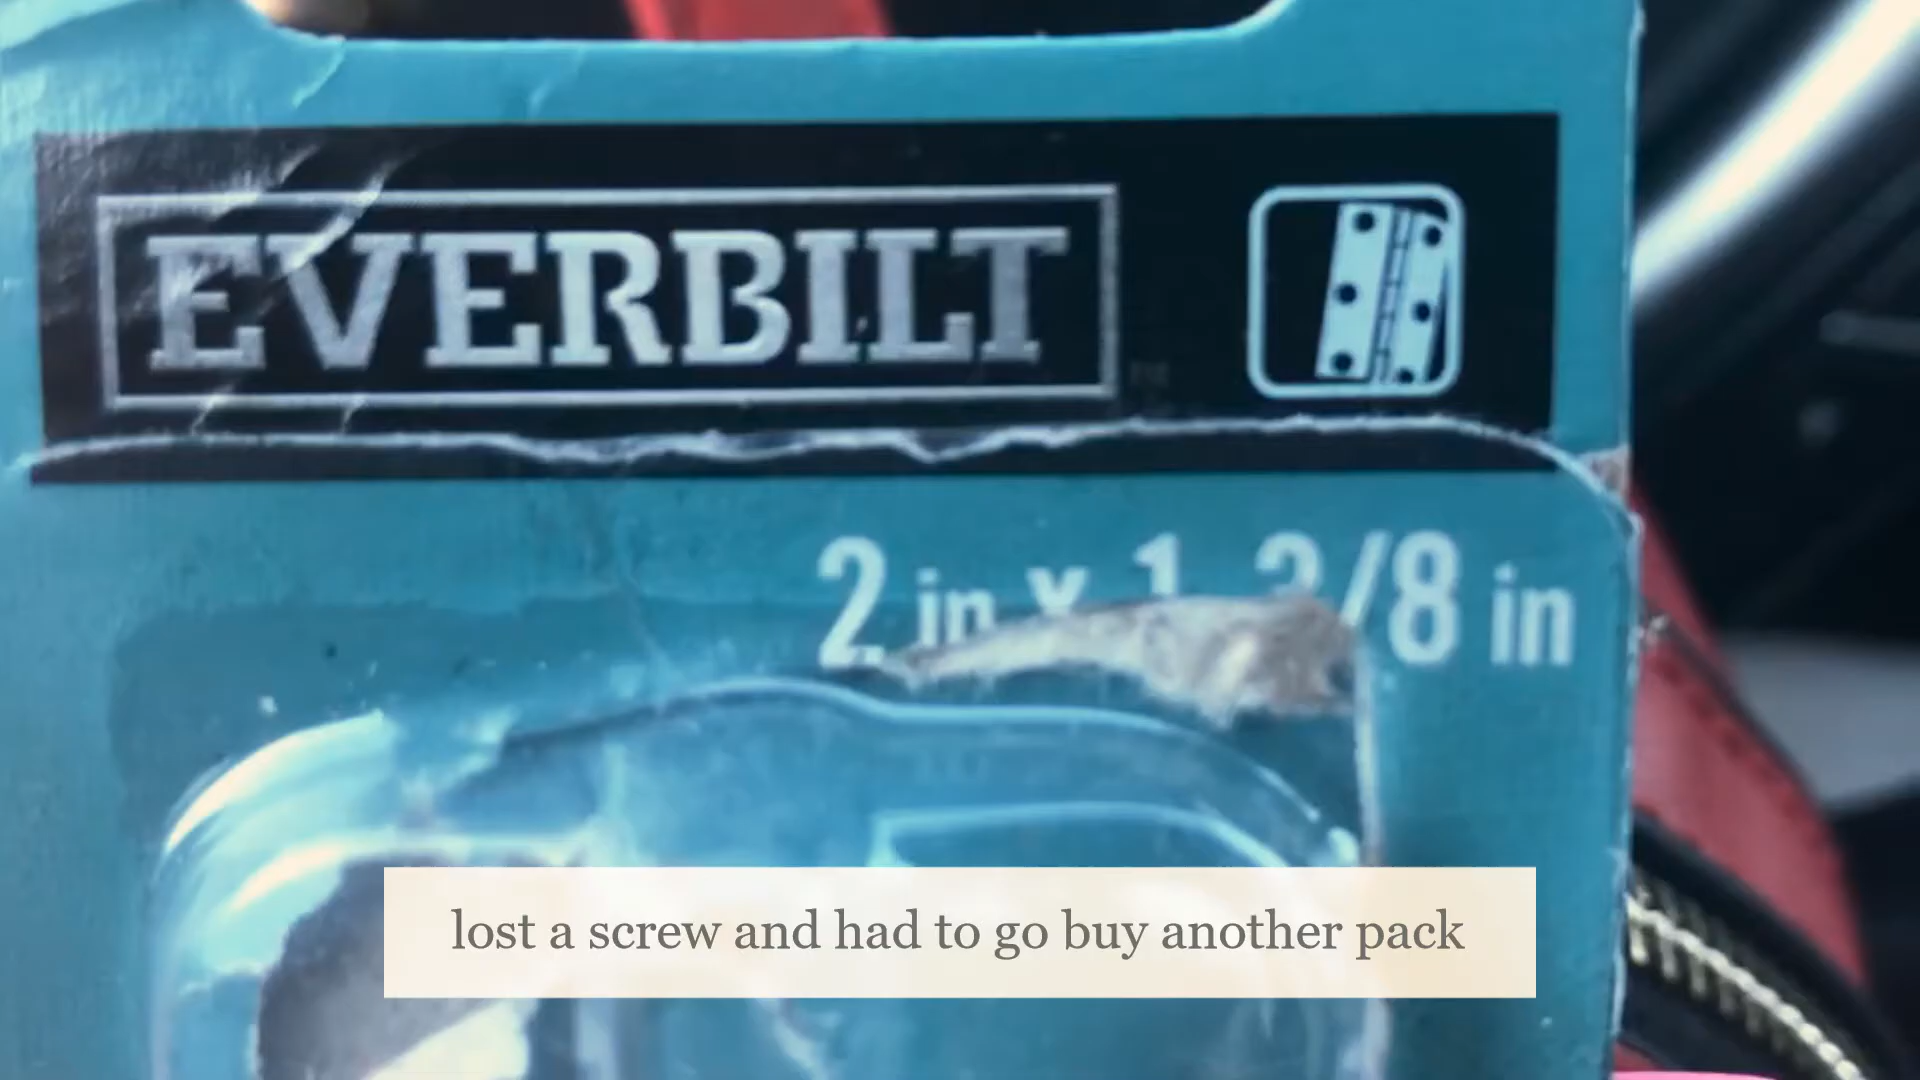 EVERBILT
2 in x 1 3/8 in
lost a screw and had to go buy another pack